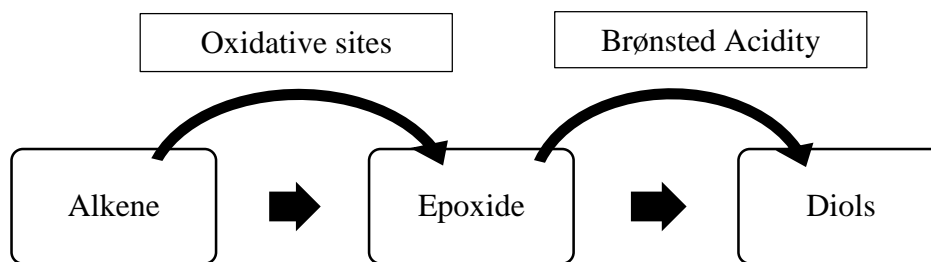 Oxidative sites
Brønsted Acidity
Alkene
Epoxide
Diols